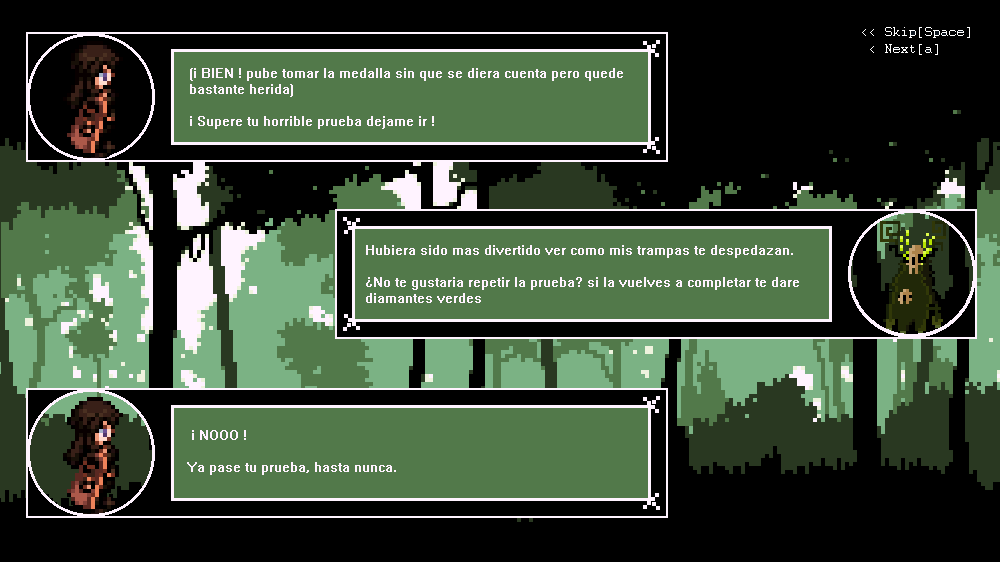 << Skip[Space]
< Next[a]
(¡ BIEN ! pube tomar la medalla sin que se diera cuenta pero quede
bastante herida)
¡ Supere tu horrible prueba dejame ir !
Hubiera sido mas divertido ver como mis trampas te despedazan.
¿No te gustaria repetir la prueba? si la vuelves a completar te dare
diamantes verdes
¡ NOOO !
Ya pase tu prueba, hasta nunca.